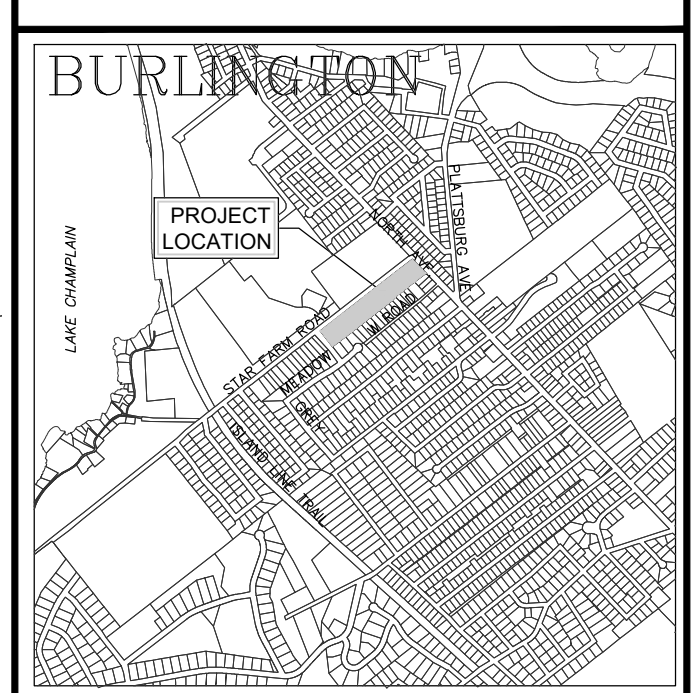 BURLINGTON
PLATTSBURG AVE
PROJECT
LOCATION
NORTH AVE
LAKE CHAMPLAIN
STAR FARM ROAD
GREY
MEADOW
W ROAD
ISLAND LINE TRAIL